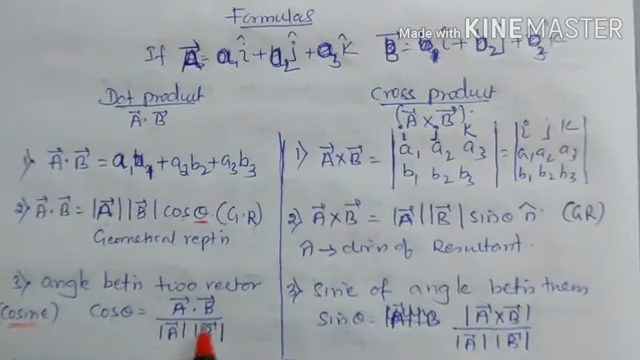 Formulas
Made with KINEMASTER
If A⃗ = a₁î + a₂ĵ + a₃k̂ B⃗ = b₁î + b₂ĵ + b₃k̂
Dot product
A⃗ · B⃗
1) A⃗ · B⃗ = a₁b₁ + a₂b₂ + a₃b₃
2) A⃗ · B⃗ = |A⃗| |B⃗| cosθ (G.R)
Geometical reptn
3) angle betn two vector
(cosine) cosθ = A⃗ · B⃗ / |A⃗| |B⃗|
Cross product
(A⃗ × B⃗)
1) A⃗×B⃗ = | i j k | = | i j k |
| a₁ a₂ a₃ | | a₁ a₂ a₃ |
| b₁ b₂ b₃ | | b₁ b₂ b₃ |
2) A⃗×B⃗ = |A⃗| |B⃗| sinθ n̂ (GR)
n → dirn of Resultant.
3) sine of angle betn them
sinθ = |A⃗×B⃗| / |A⃗| |B⃗|